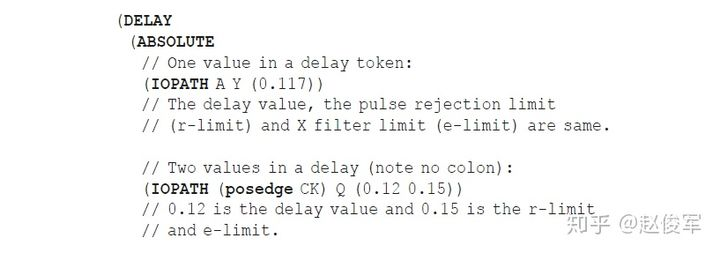 (DELAY
(ABSOLUTE
// One value in a delay token:
(IOPATH A Y (0.117))
// The delay value, the pulse rejection limit
// (r-limit) and X filter limit (e-limit) are same.
// Two values in a delay (note no colon):
(IOPATH (posedge CK) Q (0.12 0.15))
// 0.12 is the delay value and 0.15 is the r-limit
// and e-limit.
知乎 @赵俊军